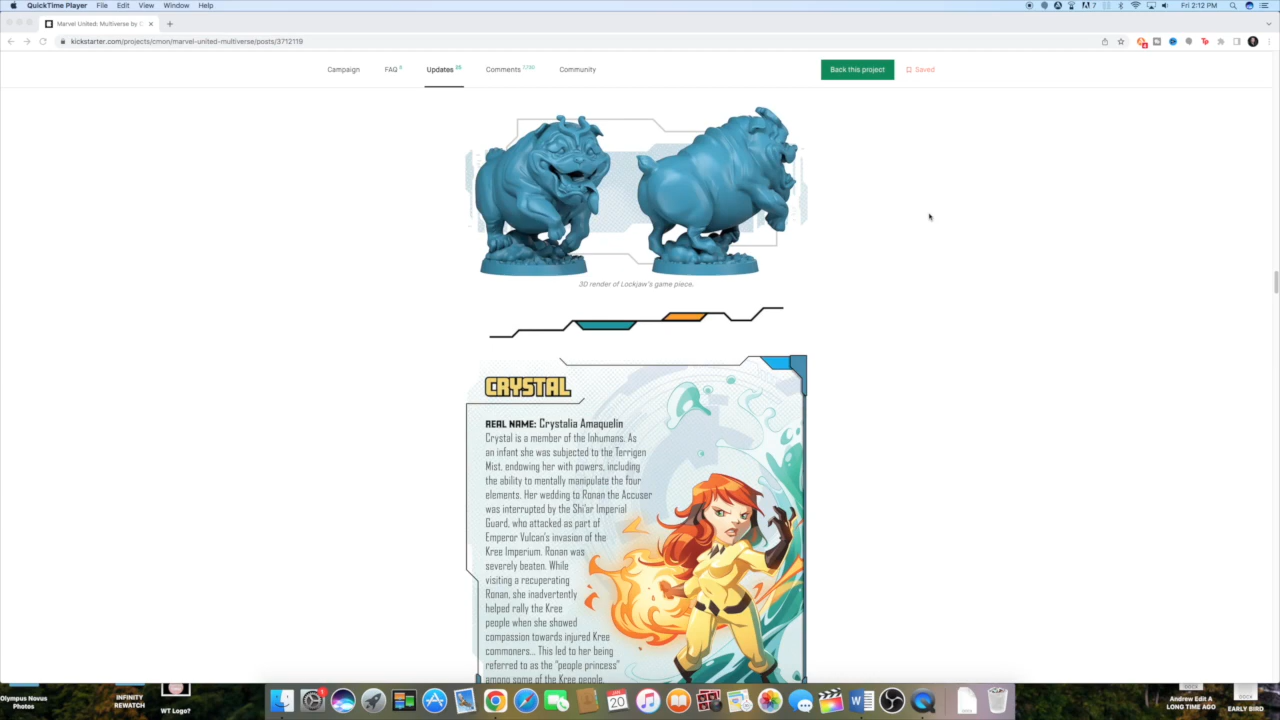 QuickTime Player File Edit View Window Help
7
Fri 2:12 PM
Marvel United: Multiverse by
kickstarter.com/projects/cmon/marvel-united-multiverse/posts/3712119
Campaign FAQ Updates 25 Comments Community
Back this project Saved
3D render of Lockjaw's game piece.
CRYSTAL
REAL NAME: Crystalia Amaquelin
Crystal is a member of the Inhumans. As
an infant she was subjected to the Terrigen
Mist, endowing her with powers, including
the ability to mentally manipulate the four
elements. Her wedding to Ronan the Accuser
was interrupted by the Shi'ar Imperial
Guard, who attacked as part of
Emperor Vulcan's invasion of the
Kree Imperium. Ronan was
severely beaten. While
visiting a recuperating
Ronan, she inadvertently
helped rally the Kree
people when she showed
compassion towards injured Kree
commoners... This led to her being
referred to as the "people princess"
among some of the Kree people.
Olympus Novus
Photos
INFINITY
REWATCH
WT Logo?
JAN
20
DOCX
Andrew Edit A
LONG TIME AGO
DOCX
EARLY BIRD